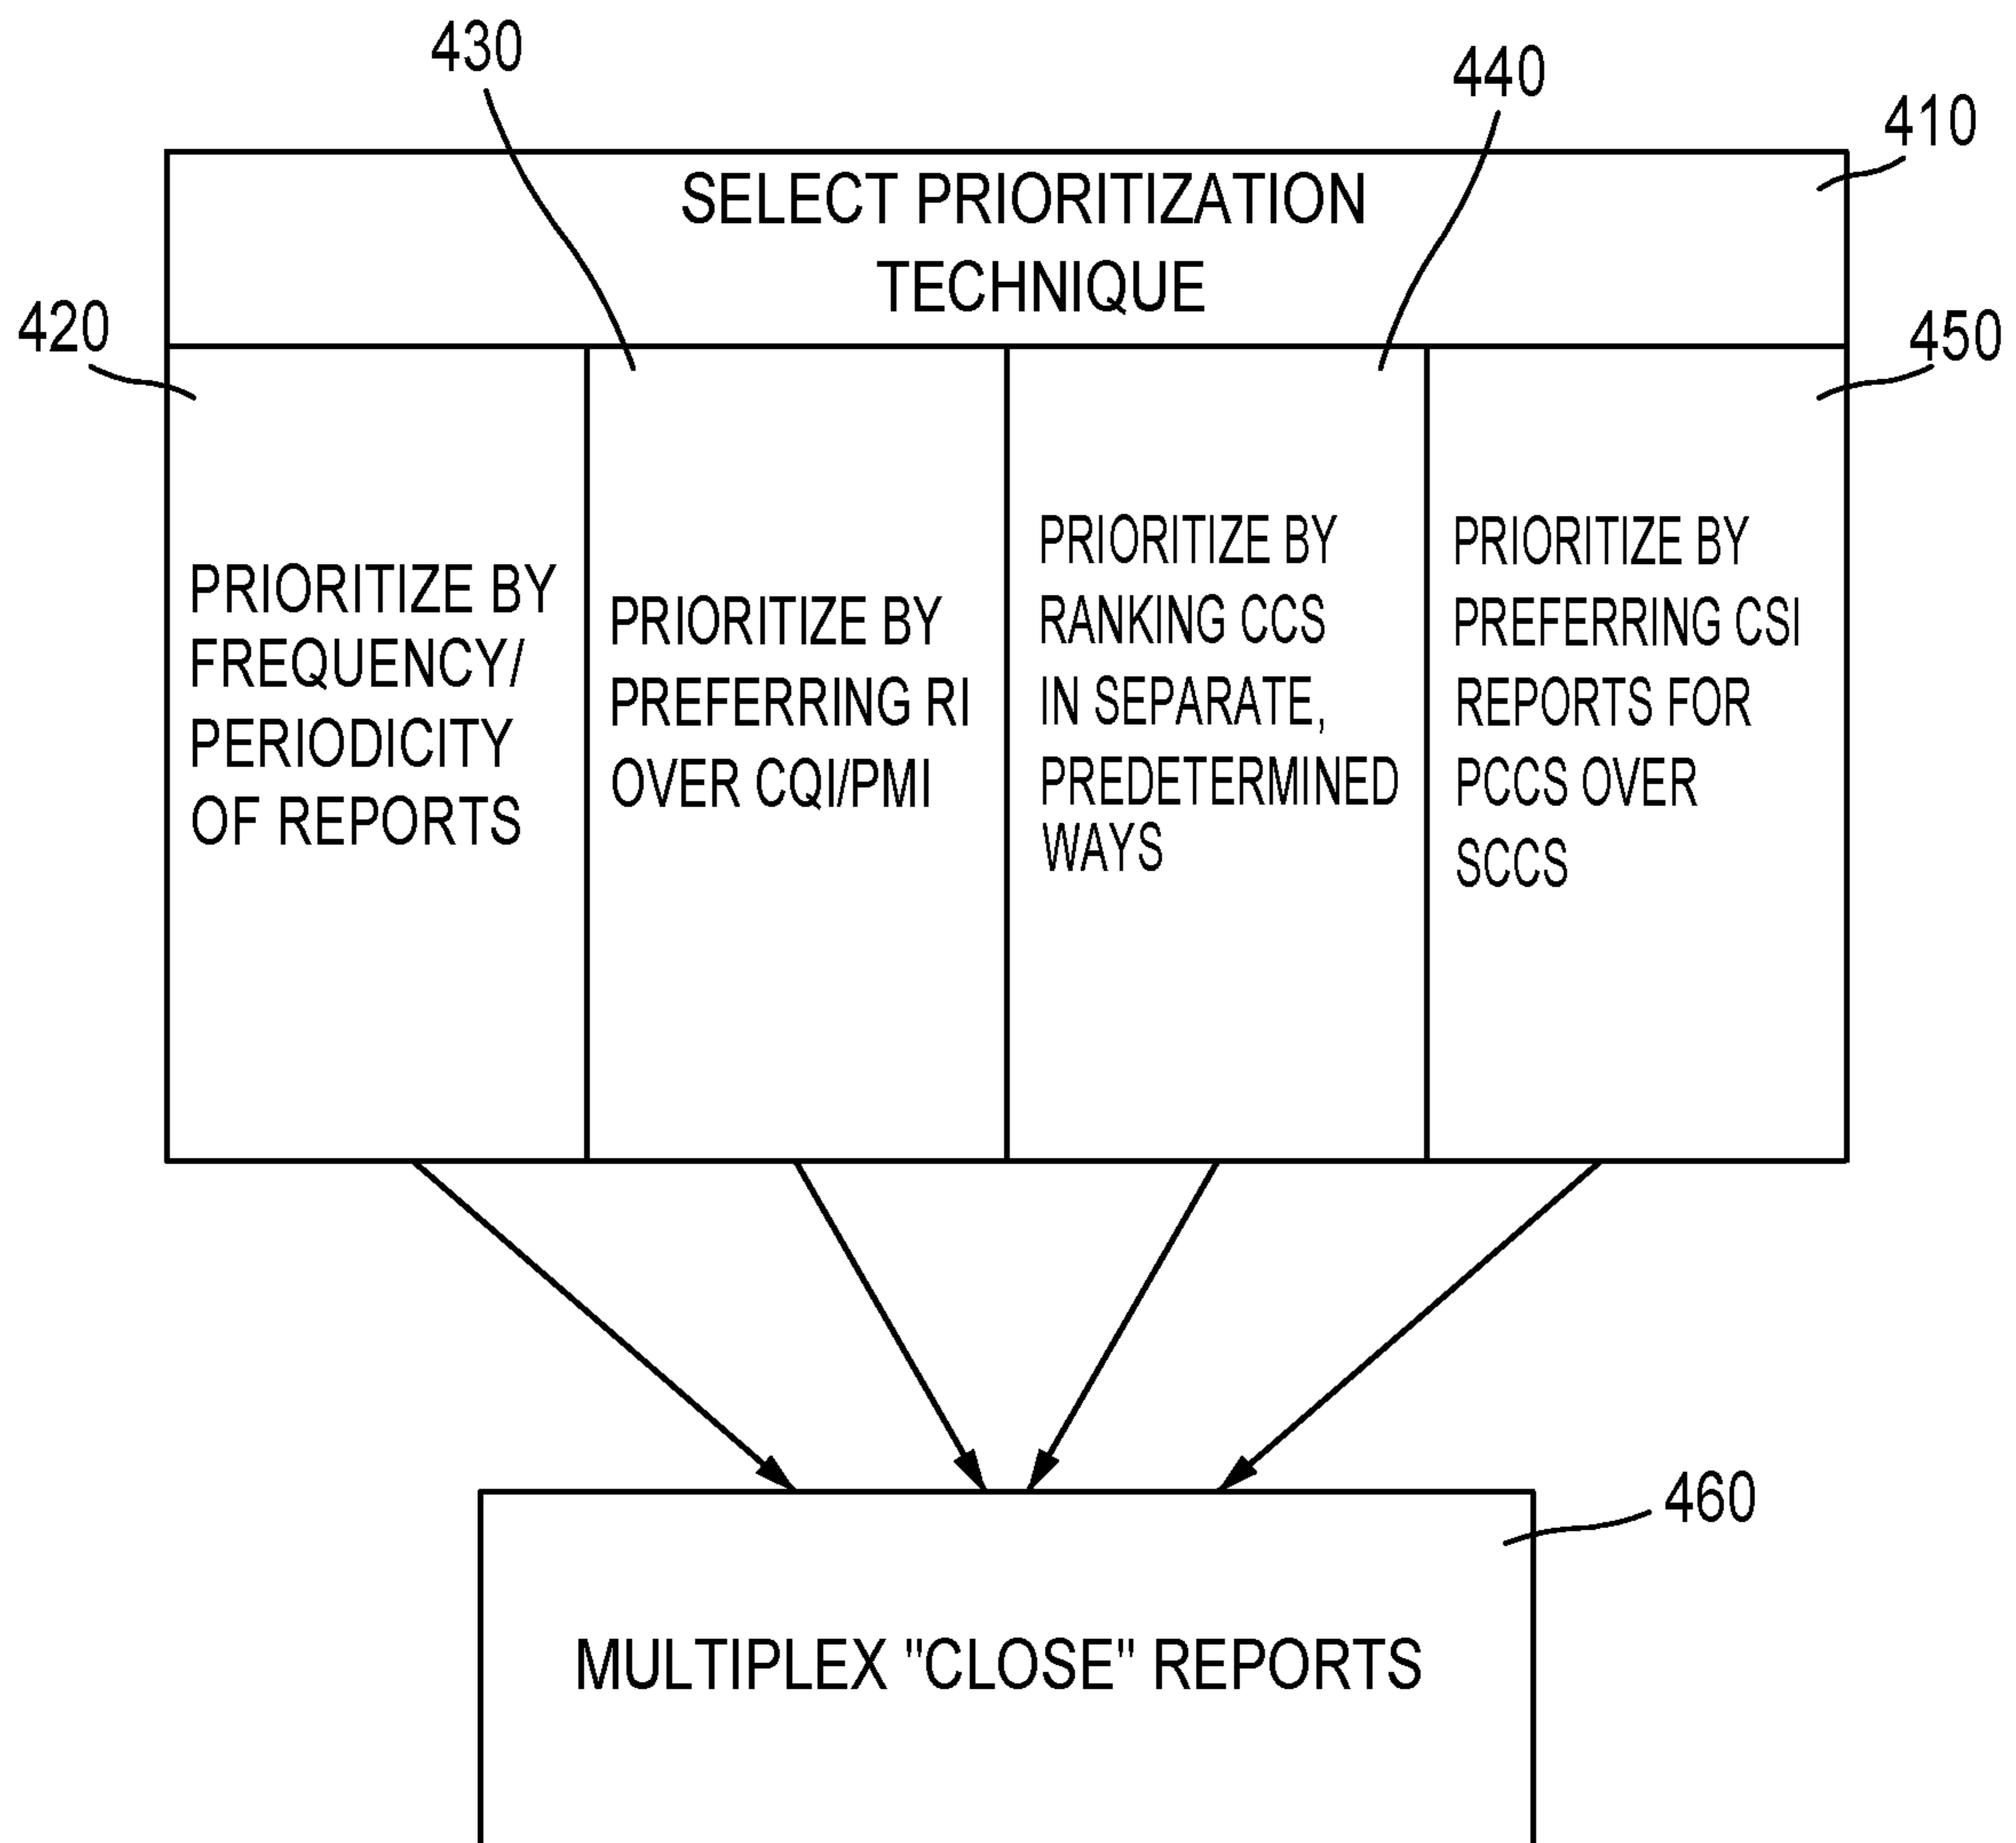 430
440
410
SELECT PRIORITIZATION
TECHNIQUE
420
450
PRIORITIZE BY
FREQUENCY/
PERIODICITY
OF REPORTS
PRIORITIZE BY
PREFERRING RI
OVER CQI/PMI
PRIORITIZE BY
RANKING CCS
IN SEPARATE,
PREDETERMINED
WAYS
PRIORITIZE BY
PREFERRING CSI
REPORTS FOR
PCCS OVER
SCCS
460
MULTIPLEX "CLOSE" REPORTS